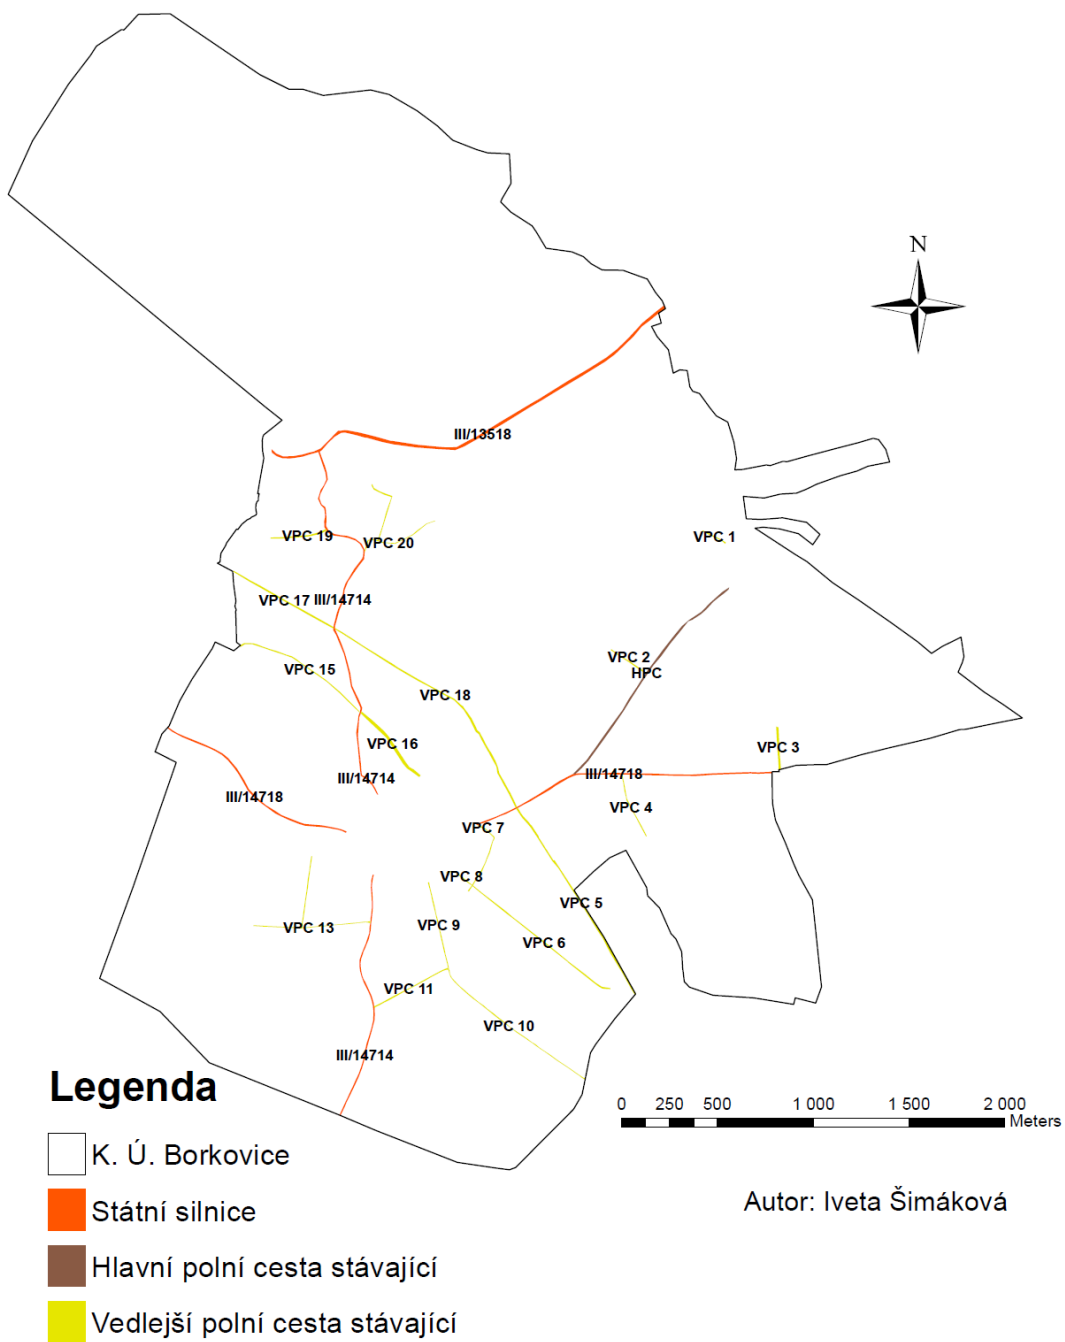 N
III/13518
VPC 19
VPC 20
VPC 1
VPC 17
III/14714
VPC 2
VPC 15
HPC
VPC 18
VPC 16
VPC 3
III/14714
III/14718
III/14718
VPC 4
VPC 7
VPC 8
VPC 5
VPC 9
VPC 13
VPC 6
VPC 11
VPC 10
III/14714
Legenda
0 250 500 1 000 1 500 2 000
Meters
K. Ú. Borkovice
Státní silnice
Autor: Iveta Šimáková
Hlavní polní cesta stávající
Vedlejší polní cesta stávající